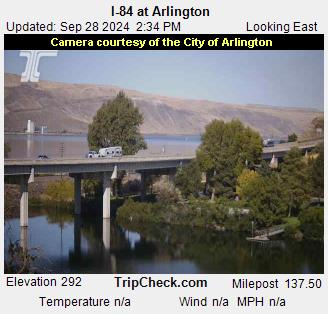 I-84 at Arlington
Updated: Sep 28 2024 2:34 PM Looking East
Camera courtesy of the City of Arlington
Elevation 292 TripCheck.com Milepost 137.50
Temperature n/a Wind n/a MPH n/a